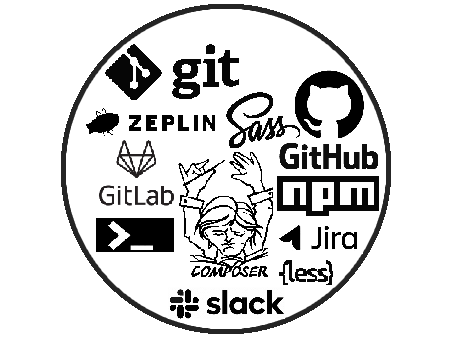 git
ZEPLIN
Sass
GitHub
GitLab
npm
>_
Jira
COMPOSER
{less}
slack